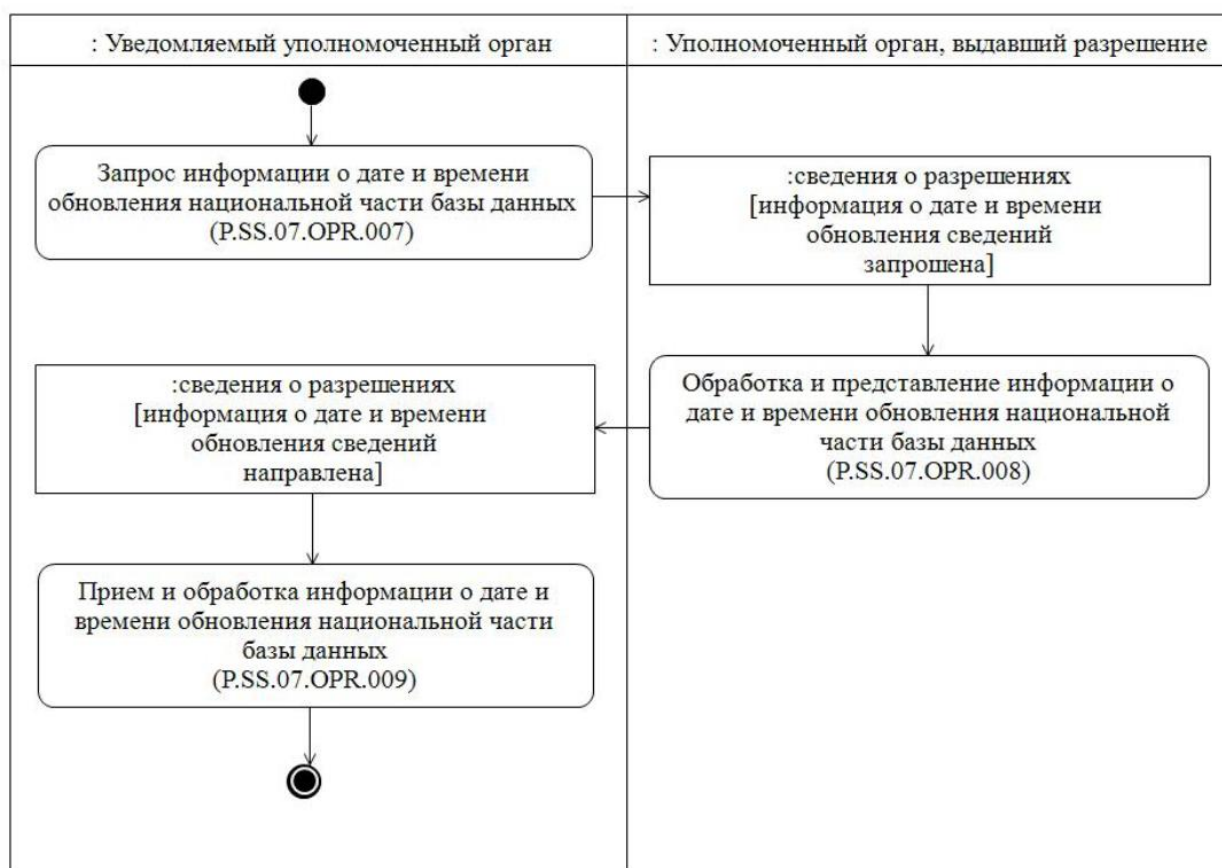 : Уведомляемый уполномоченный орган
: Уполномоченный орган, выдавший разрешение
Запрос информации о дате и времени
обновления национальной части базы данных
(P.SS.07.OPR.007)
:сведения о разрешениях
[информация о дате и времени
обновления сведений
запрошена]
Обработка и представление информации о
дате и времени обновления национальной
части базы данных
(P.SS.07.OPR.008)
:сведения о разрешениях
[информация о дате и времени
обновления сведений
направлена]
Прием и обработка информации о дате и
времени обновления национальной части
базы данных
(P.SS.07.OPR.009)